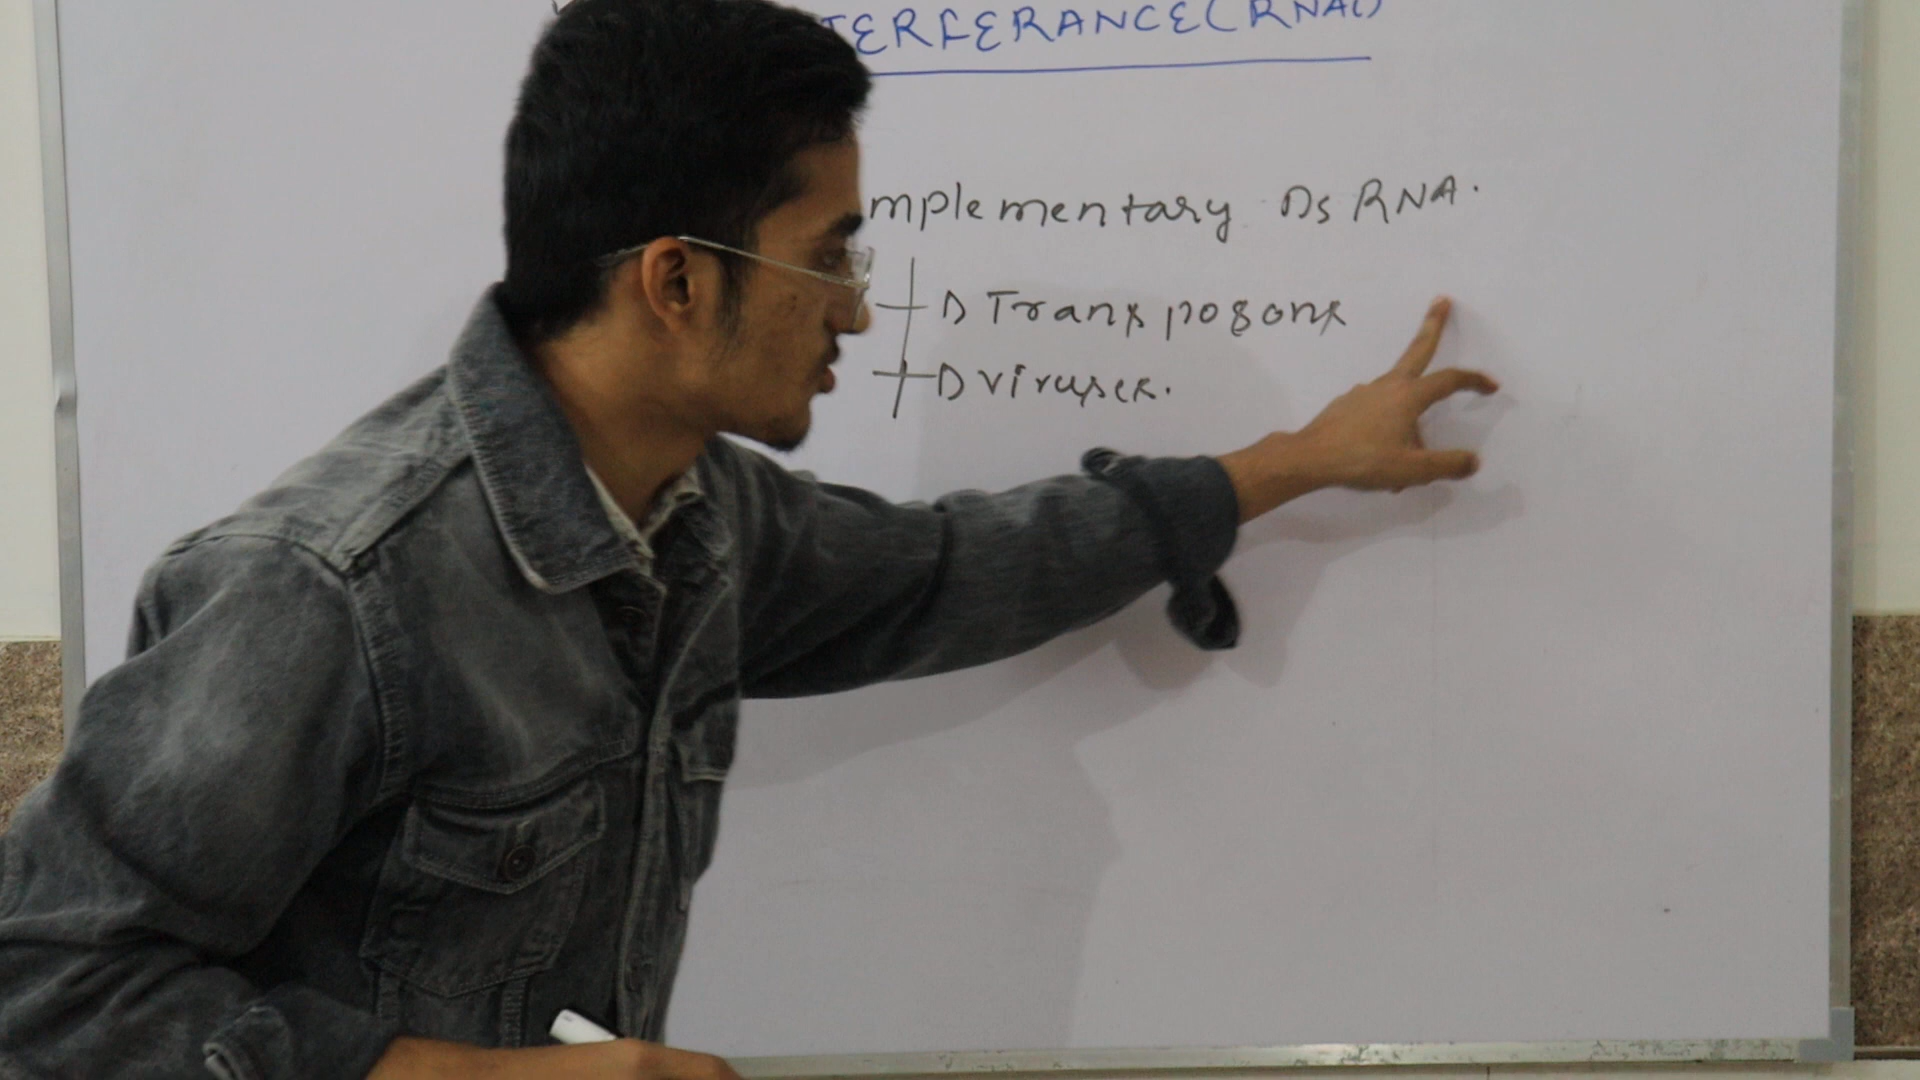 TERFERANCE(RNAi)
mplementary Ds RNA.
Transposons
viruses.